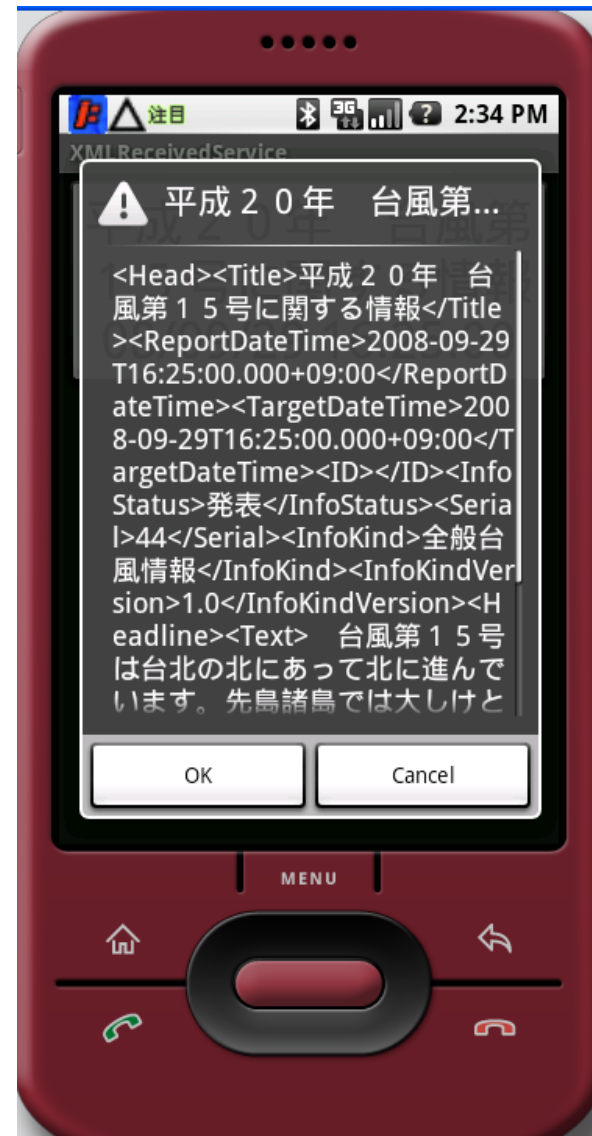 注目
3G
2:34 PM
XMLReceivedService
平成２０年　台風第...
<Head><Title>平成２０年　台
風第１５号に関する情報</Title
><ReportDateTime>2008-09-29
T16:25:00.000+09:00</ReportD
ateTime><TargetDateTime>200
8-09-29T16:25:00.000+09:00</T
argetDateTime><ID></ID><Info
Status>発表</InfoStatus><Seria
l>44</Serial><InfoKind>全般台
風情報</InfoKind><InfoKindVer
sion>1.0</InfoKindVersion><H
eadline><Text>　台風第１５号
は台北の北にあって北に進んで
います。先島諸島では大しけと
OK
Cancel
MENU